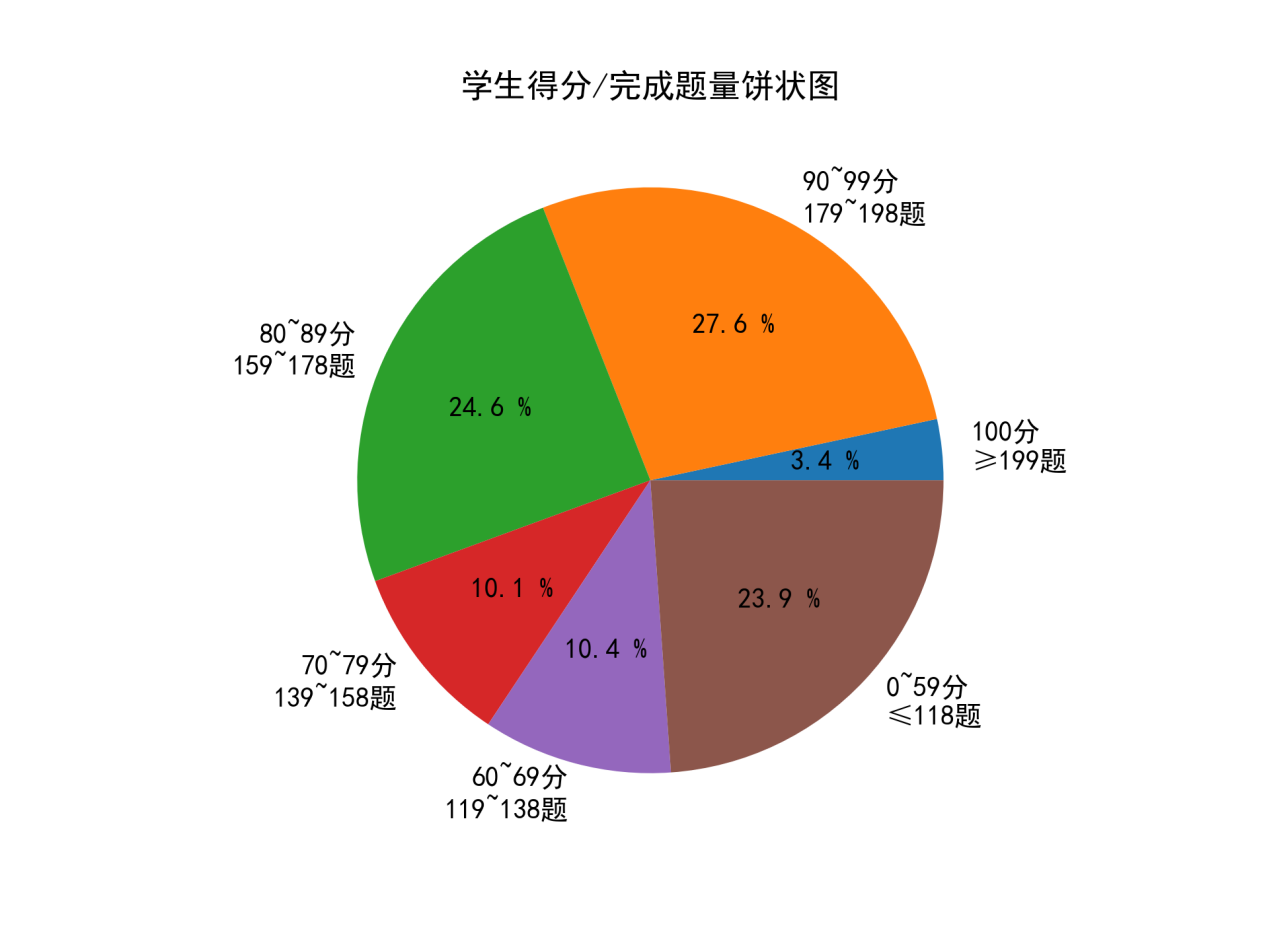 学生得分/完成题量饼状图
90~99分
179~198题
27.6 %
80~89分
159~178题
24.6 %
100分
≥199题
3.4 %
10.1 %
70~79分
139~158题
10.4 %
60~69分
119~138题
23.9 %
0~59分
≤118题